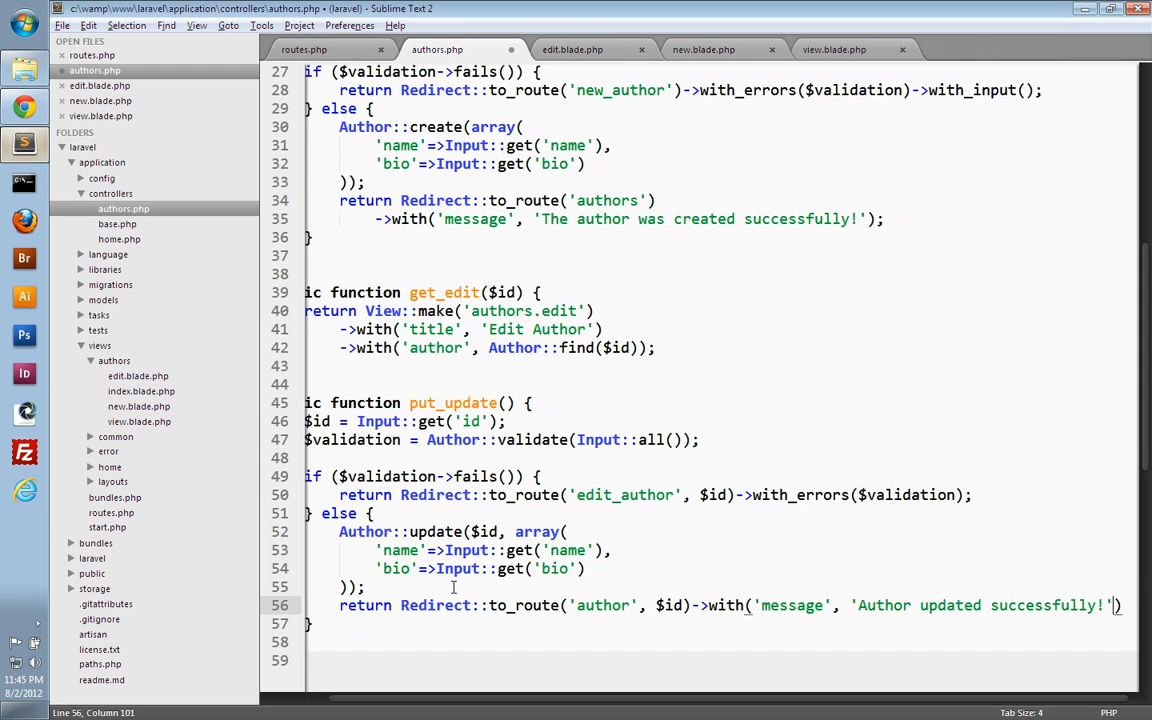 c:\wamp\www\laravel\application\controllers\authors.php • (laravel) - Sublime Text 2
File Edit Selection Find View Goto Tools Project Preferences Help
OPEN FILES
routes.php
authors.php
edit.blade.php
new.blade.php
view.blade.php
FOLDERS
laravel
application
config
controllers
authors.php
base.php
home.php
language
libraries
migrations
models
tasks
tests
views
authors
edit.blade.php
index.blade.php
new.blade.php
view.blade.php
common
error
home
layouts
bundles.php
routes.php
start.php
bundles
laravel
public
storage
.gitattributes
.gitignore
artisan
license.txt
paths.php
readme.md
routes.php authors.php edit.blade.php new.blade.php view.blade.php
27 if ($validation->fails()) {
28 return Redirect::to_route('new_author')->with_errors($validation)->with_input();
29 } else {
30 Author::create(array(
31 'name'=>Input::get('name'),
32 'bio'=>Input::get('bio')
33 ));
34 return Redirect::to_route('authors')
35 ->with('message', 'The author was created successfully!');
36 }
37
38
39 ic function get_edit($id) {
40 return View::make('authors.edit')
41 ->with('title', 'Edit Author')
42 ->with('author', Author::find($id));
43
44
45 ic function put_update() {
46 $id = Input::get('id');
47 $validation = Author::validate(Input::all());
48
49 if ($validation->fails()) {
50 return Redirect::to_route('edit_author', $id)->with_errors($validation);
51 } else {
52 Author::update($id, array(
53 'name'=>Input::get('name'),
54 'bio'=>Input::get('bio')
55 ));
56 return Redirect::to_route('author', $id)->with('message', 'Author updated successfully!')
57 }
58
59
Br
Ai
Ps
Id
Fz
11:45 PM
8/2/2012
Line 56, Column 101 Tab Size: 4 PHP